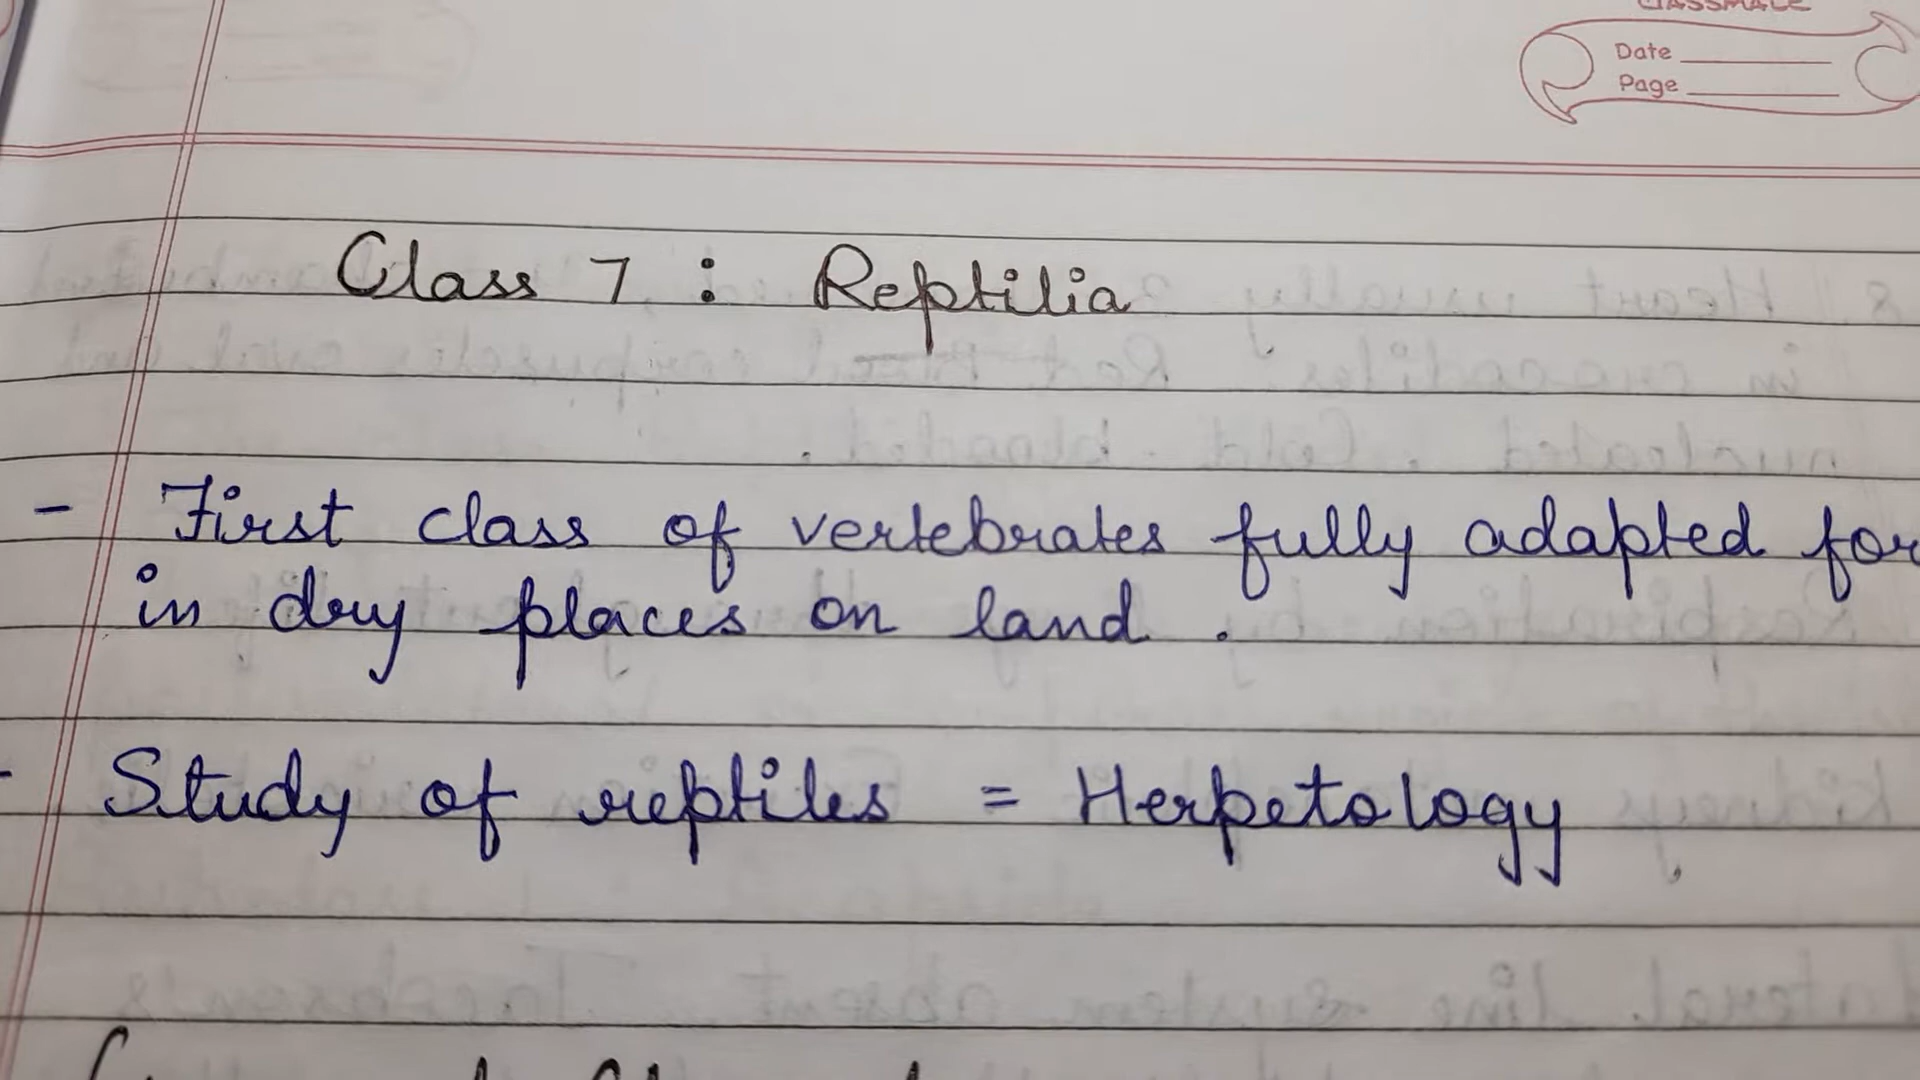 classmate
Date
Page
Class 7 : Reptilia
- First class of vertebrates fully adapted for
in dry places on land .
- Study of reptiles = Herpetology